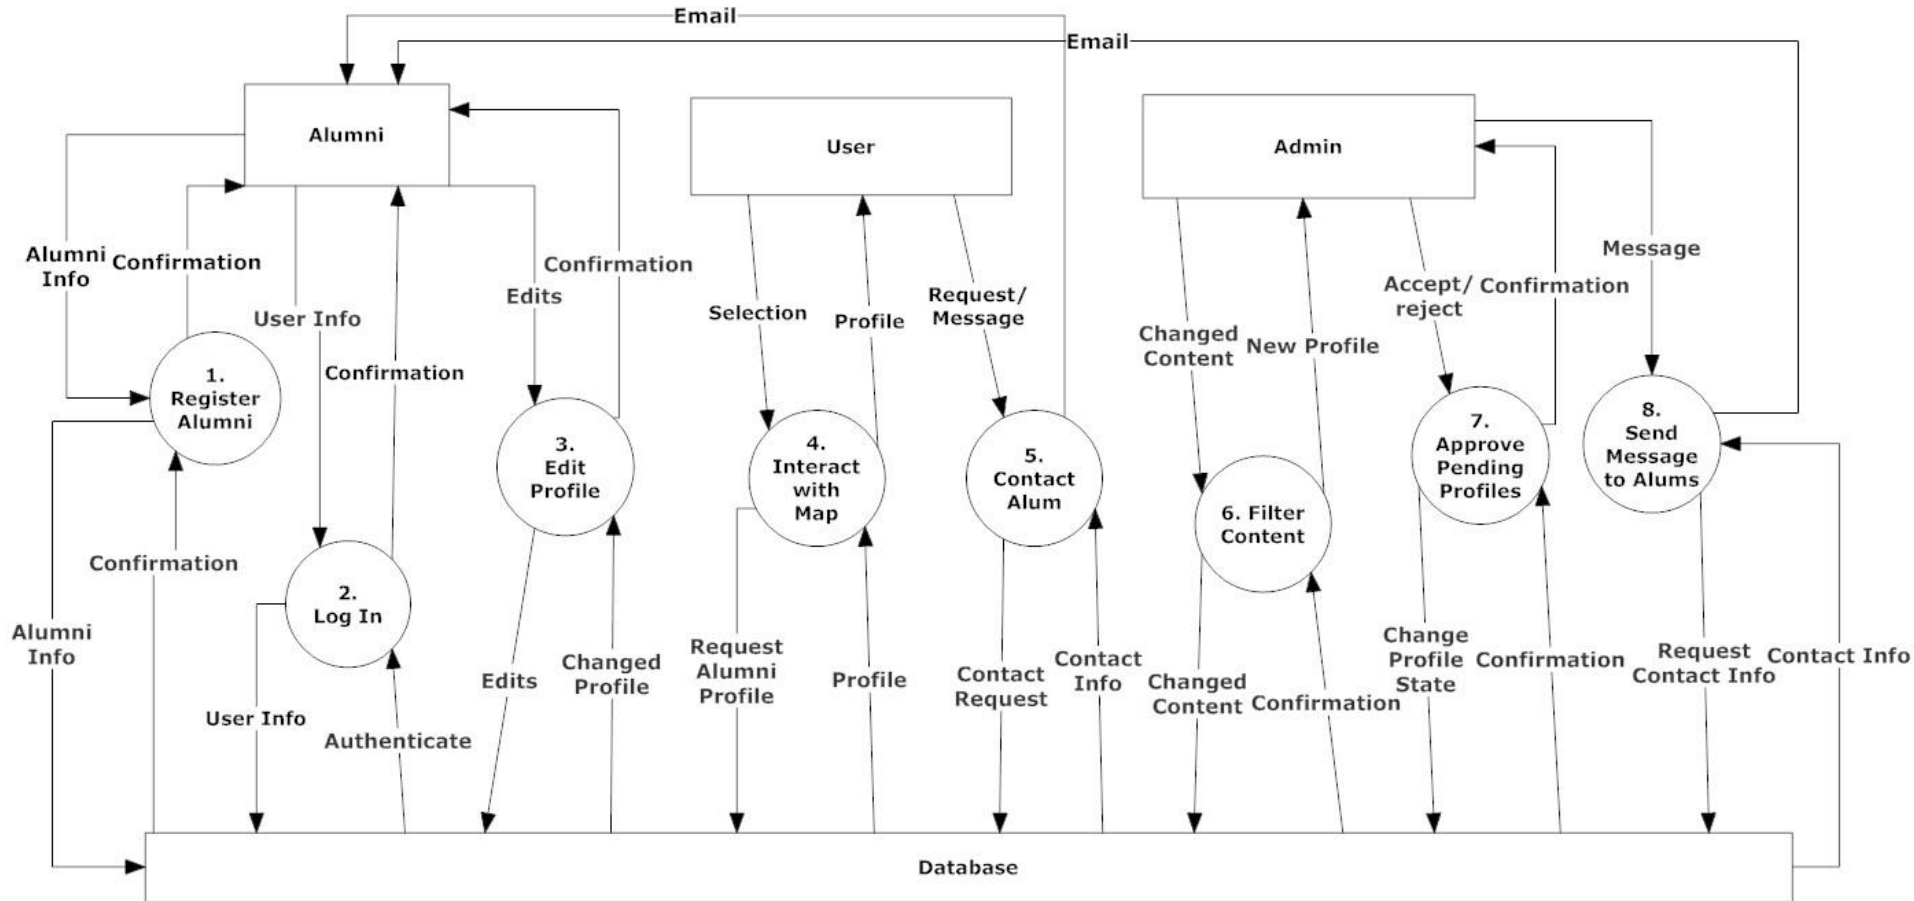 Email
Email
Alumni
User
Admin
Alumni
Info
Confirmation
User Info
Confirmation
Edits
Confirmation
Selection
Profile
Request/
Message
Changed
Content
New Profile
Accept/
reject
Confirmation
Message
1.
Register
Alumni
2.
Log In
3.
Edit
Profile
4.
Interact
with
Map
5.
Contact
Alum
6. Filter
Content
7.
Approve
Pending
Profiles
8.
Send
Message
to Alums
Alumni
Info
Confirmation
User Info
Authenticate
Edits
Changed
Profile
Request
Alumni
Profile
Profile
Contact
Request
Contact
Info
Changed
Content
Confirmation
Change
Profile
State
Confirmation
Request
Contact Info
Contact Info
Database